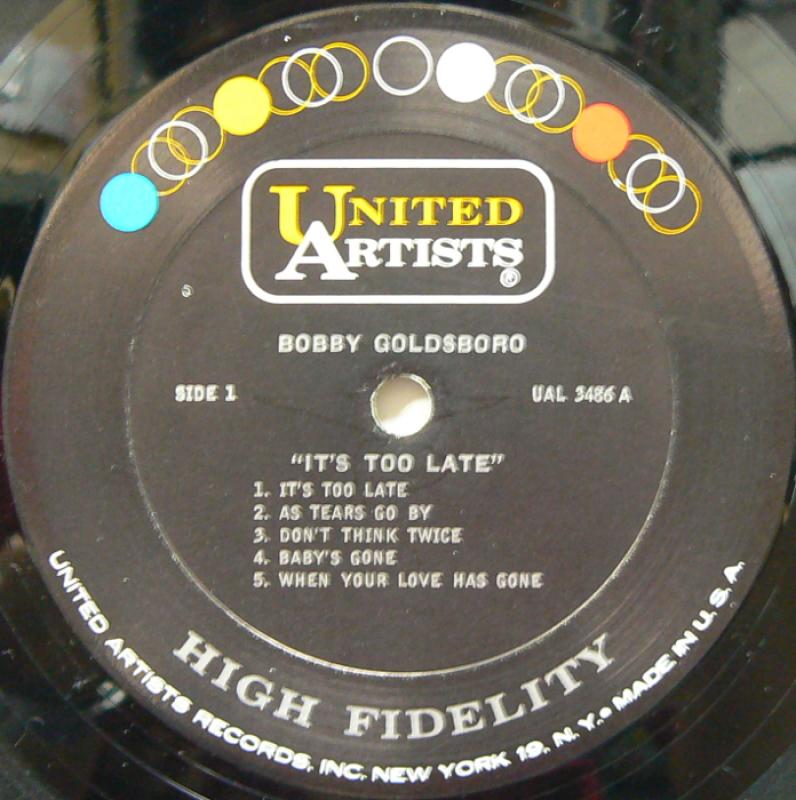 UNITED
ARTISTS
®
BOBBY GOLDSBORO
SIDE 1
UAL 3486 A
"IT'S TOO LATE"
1. IT'S TOO LATE
2. AS TEARS GO BY
3. DON'T THINK TWICE
4. BABY'S GONE
5. WHEN YOUR LOVE HAS GONE
HIGH FIDELITY
UNITED ARTISTS RECORDS, INC. NEW YORK 19, N. Y. • MADE IN U. S. A.